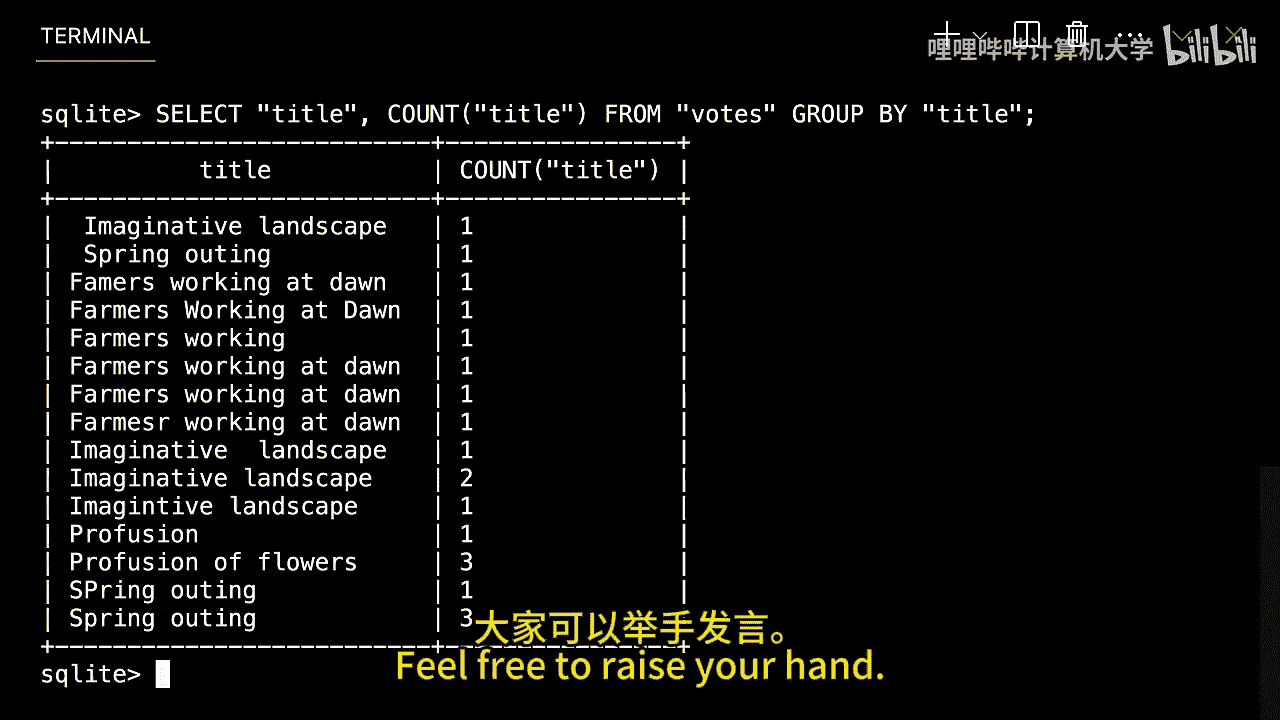 TERMINAL
哩哩哔哔计算机大学 bilibili
sqlite> SELECT "title", COUNT("title") FROM "votes" GROUP BY "title";
+--------------------------+----------------+
|          title           | COUNT("title") |
+--------------------------+----------------+
|  Imaginative landscape   | 1              |
|  Spring outing           | 1              |
| Famers working at dawn   | 1              |
| Farmers Working at Dawn  | 1              |
| Farmers working          | 1              |
| Farmers working at dawn  | 1              |
| Farmers working at dawn  | 1              |
| Farmesr working at dawn  | 1              |
| Imaginative  landscape   | 1              |
| Imaginative landscape    | 2              |
| Imagintive landscape     | 1              |
| Profusion                | 1              |
| Profusion of flowers     | 3              |
| SPring outing            | 1              |
| Spring outing            | 3              |
+--------------------------+----------------+
大家可以举手发言。
Feel free to raise your hand.
sqlite>